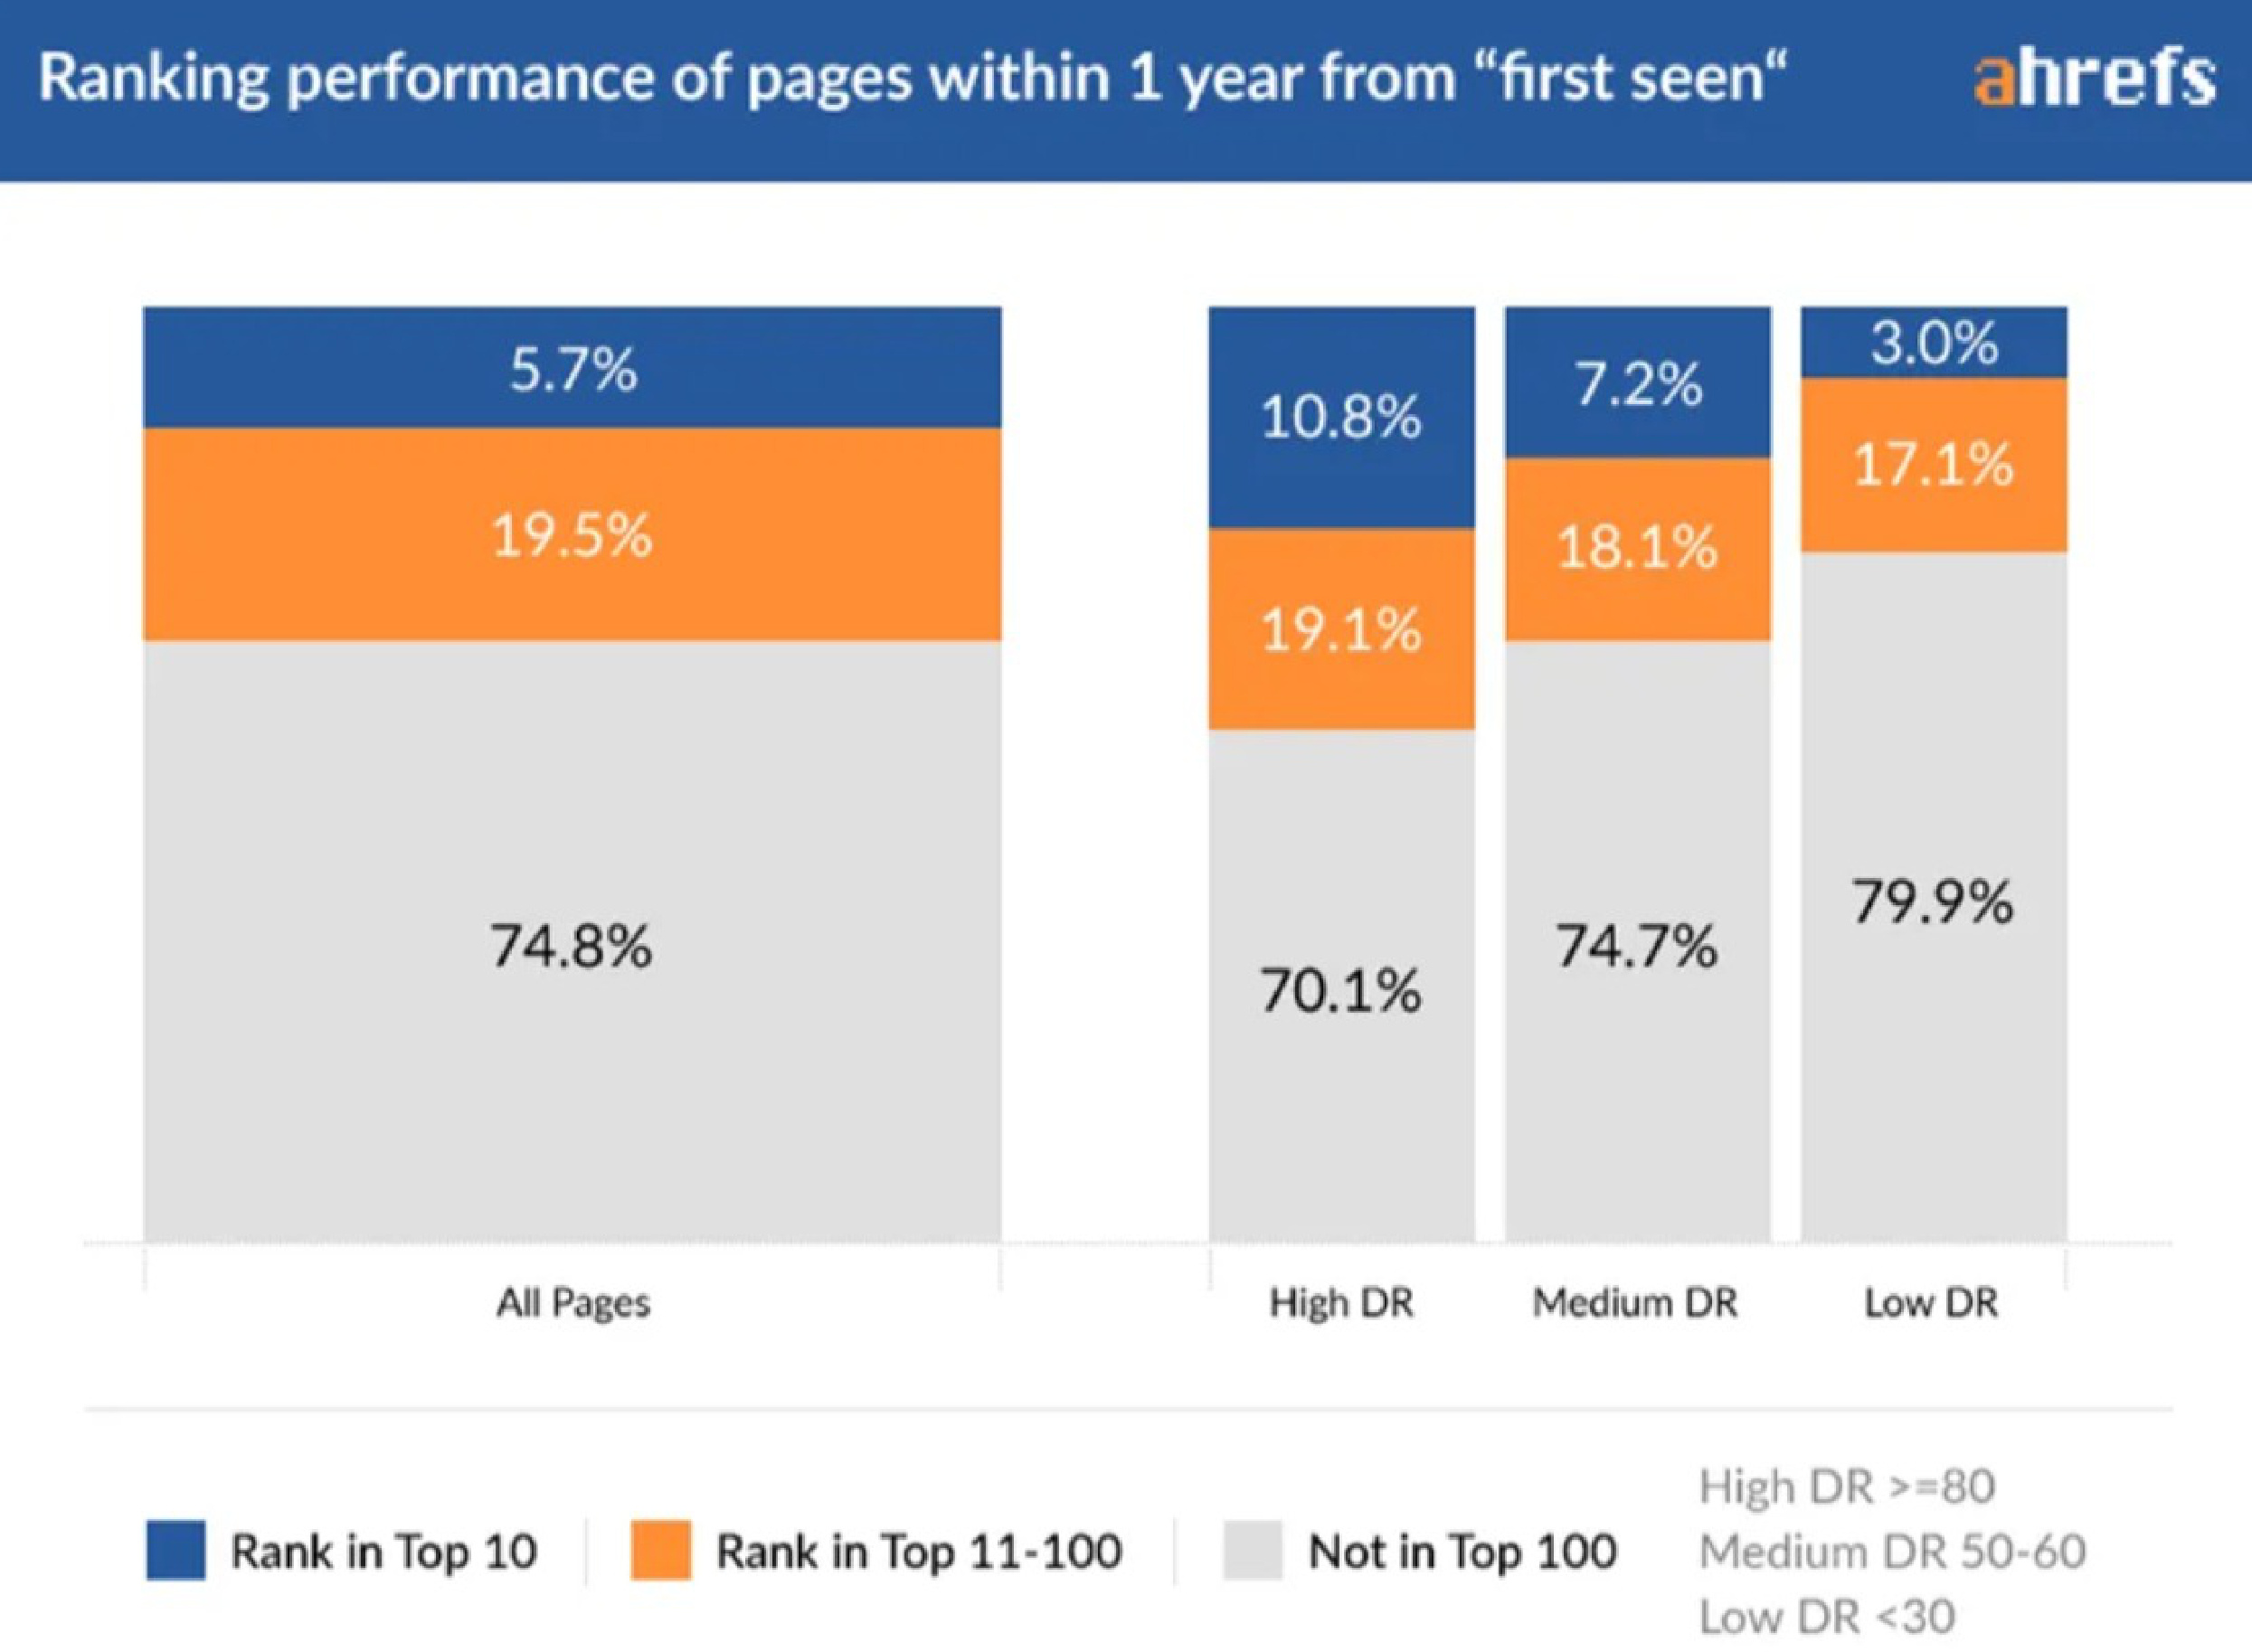 Ranking performance of pages within 1 year from “first seen“
ahrefs
5.7%
19.5%
74.8%
10.8%
19.1%
70.1%
7.2%
18.1%
74.7%
3.0%
17.1%
79.9%
All Pages
High DR
Medium DR
Low DR
Rank in Top 10
Rank in Top 11-100
Not in Top 100
High DR >=80
Medium DR 50-60
Low DR <30